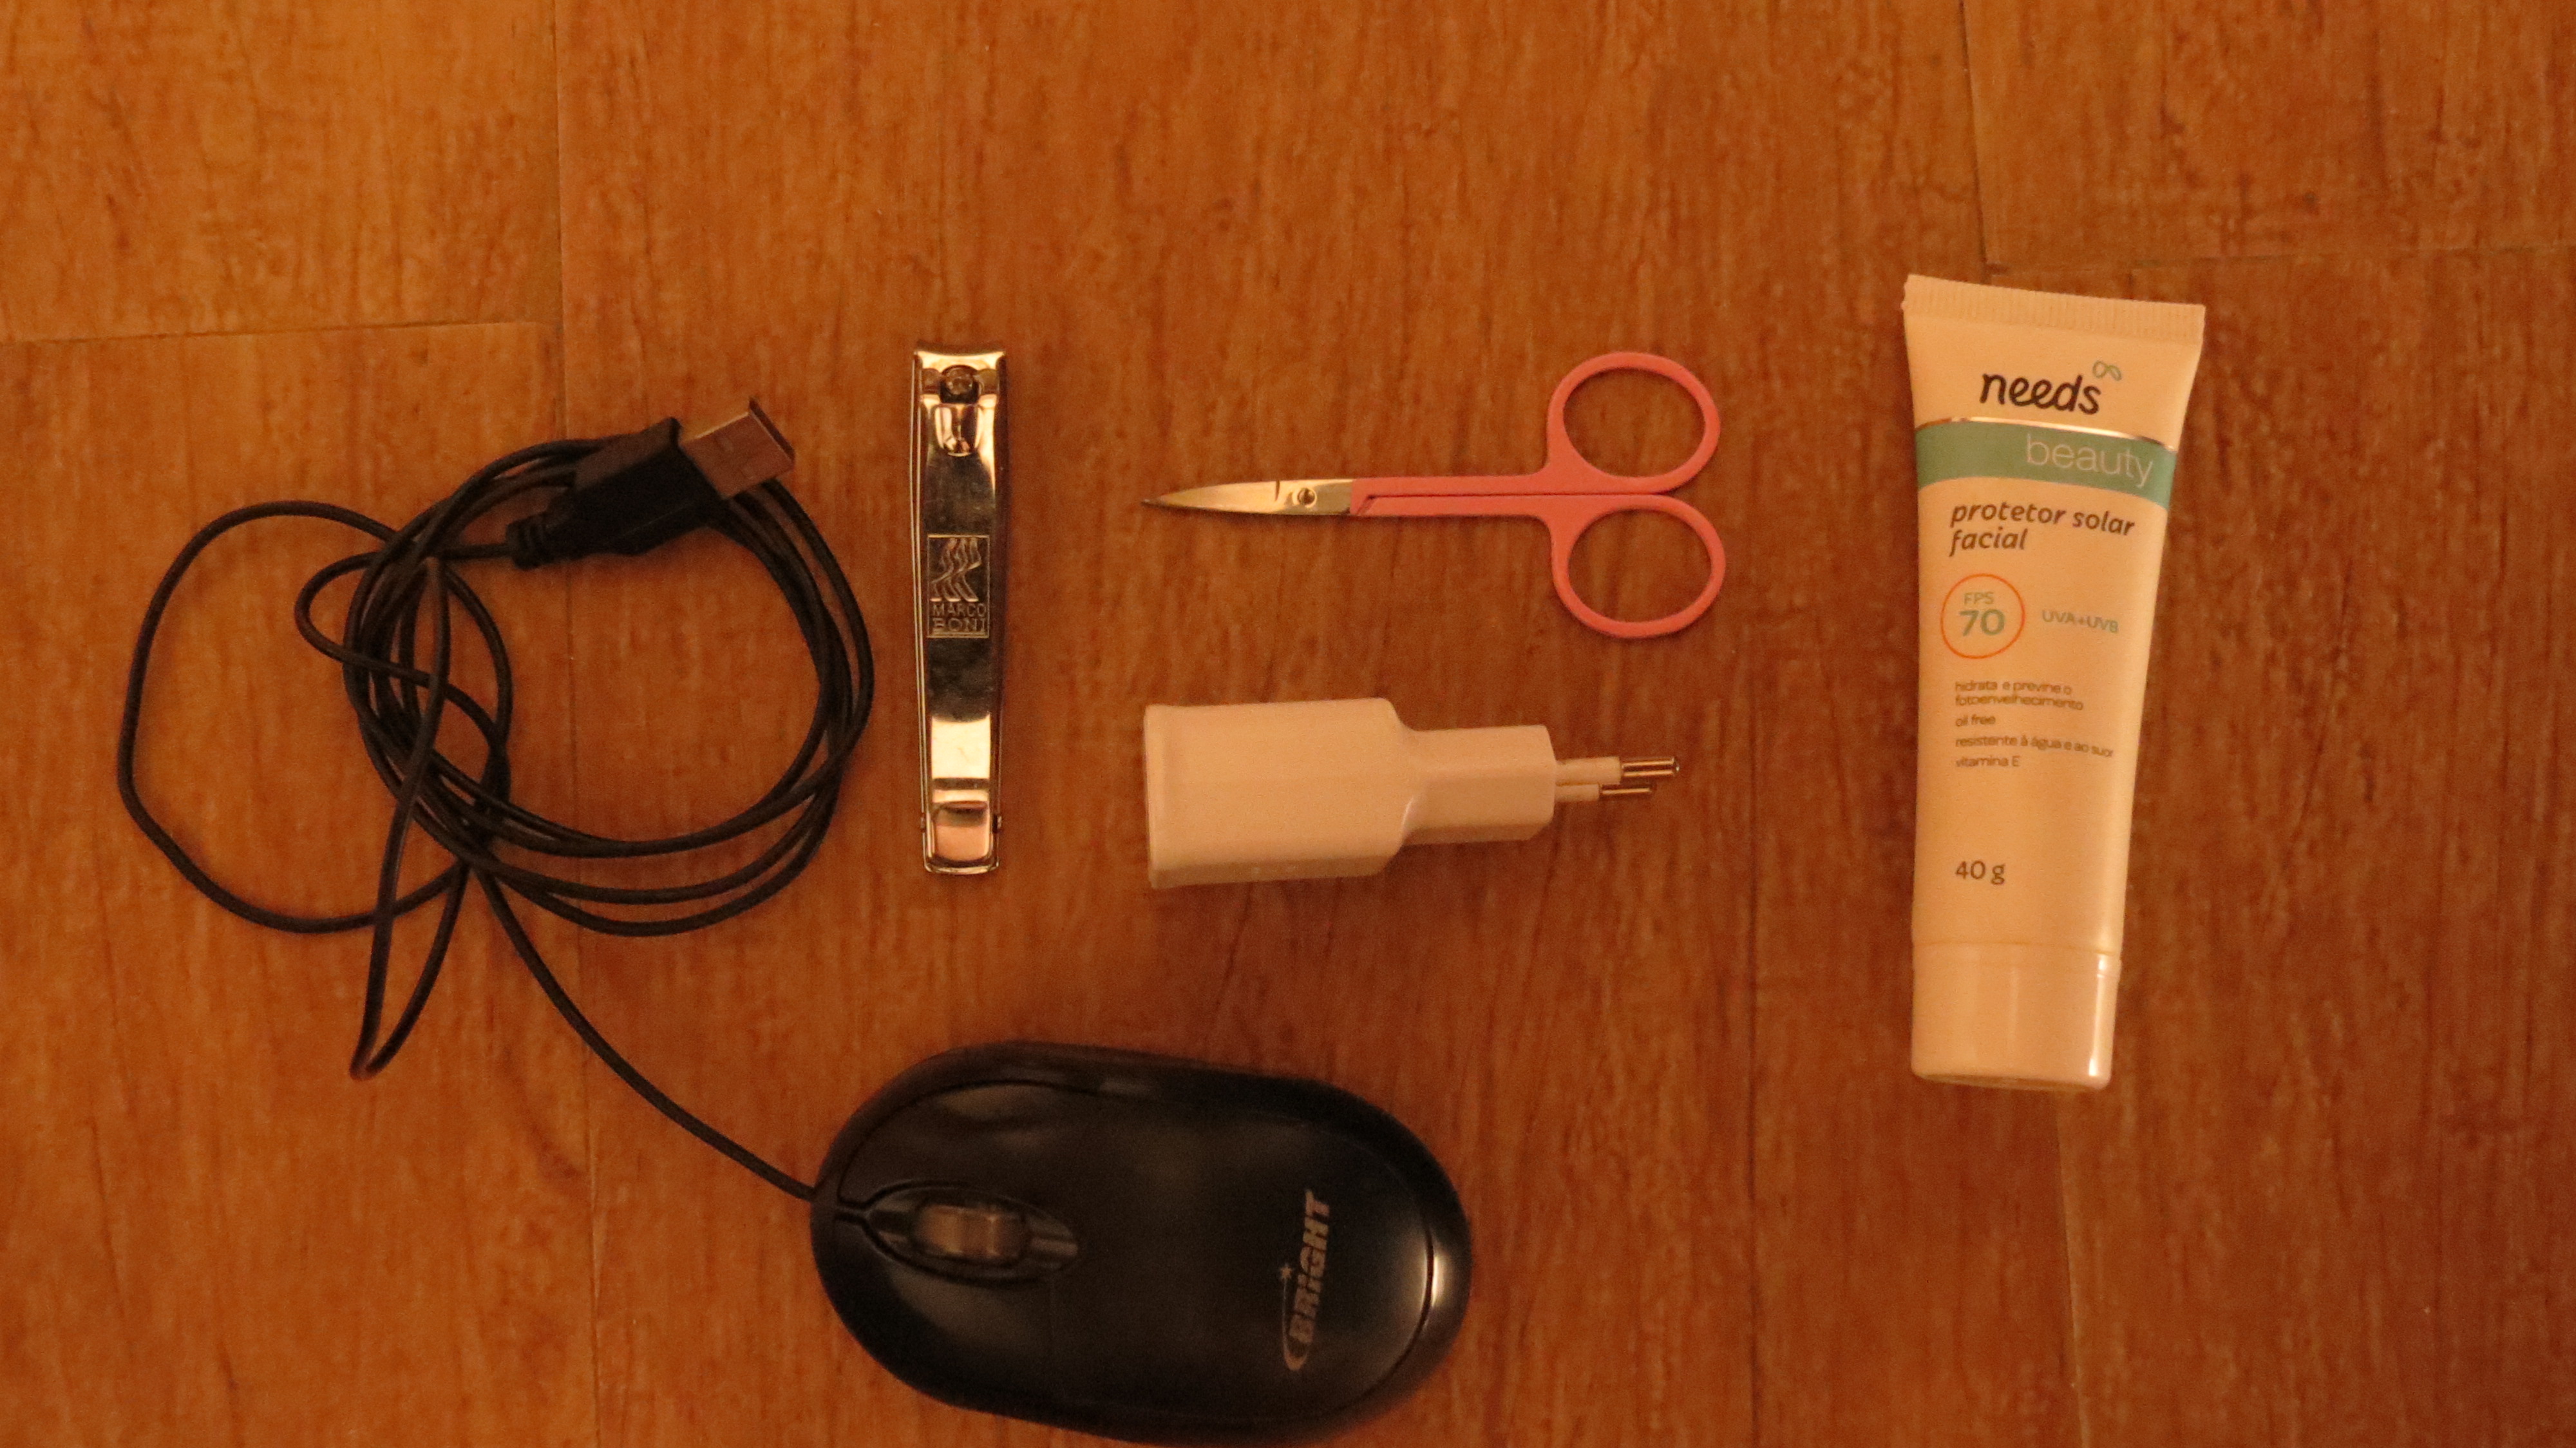 MARCO
BONI
needs
beauty
protetor solar
facial
FPS
70
UVA+UVB
hidrata e previne o
fotoenvelhecimento
oil free
resistente à água e ao suor
vitamina E
40 g
BRIGHT